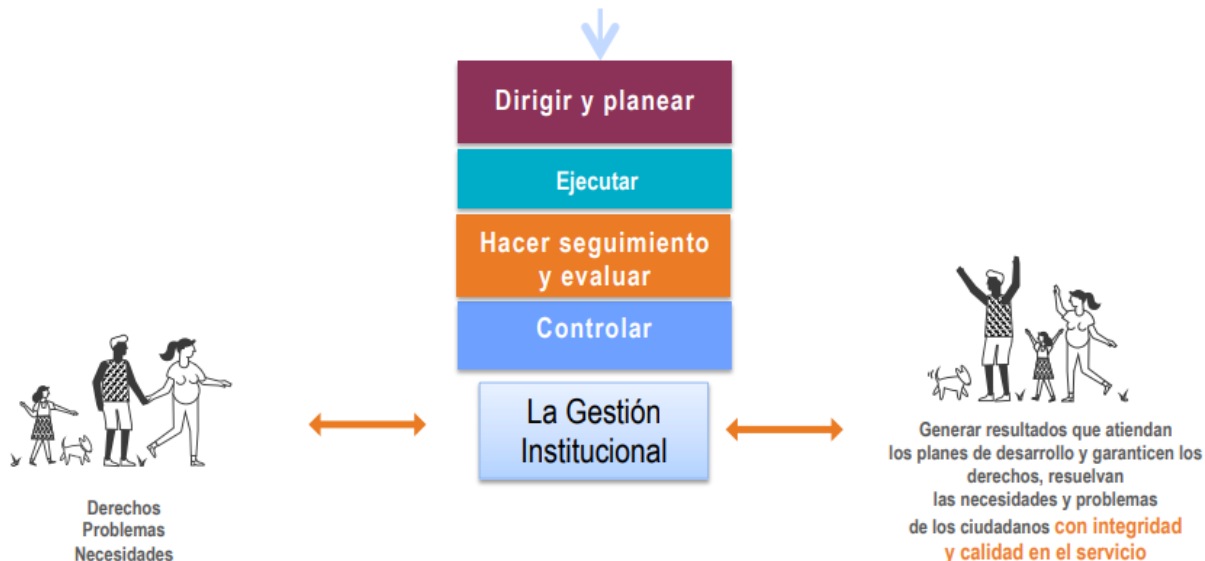 Dirigir y planear
Ejecutar
Hacer seguimiento
y evaluar
Controlar
La Gestión
Institucional
Derechos
Problemas
Necesidades
Generar resultados que atiendan
los planes de desarrollo y garanticen los
derechos, resuelvan
las necesidades y problemas
de los ciudadanos con integridad
y calidad en el servicio